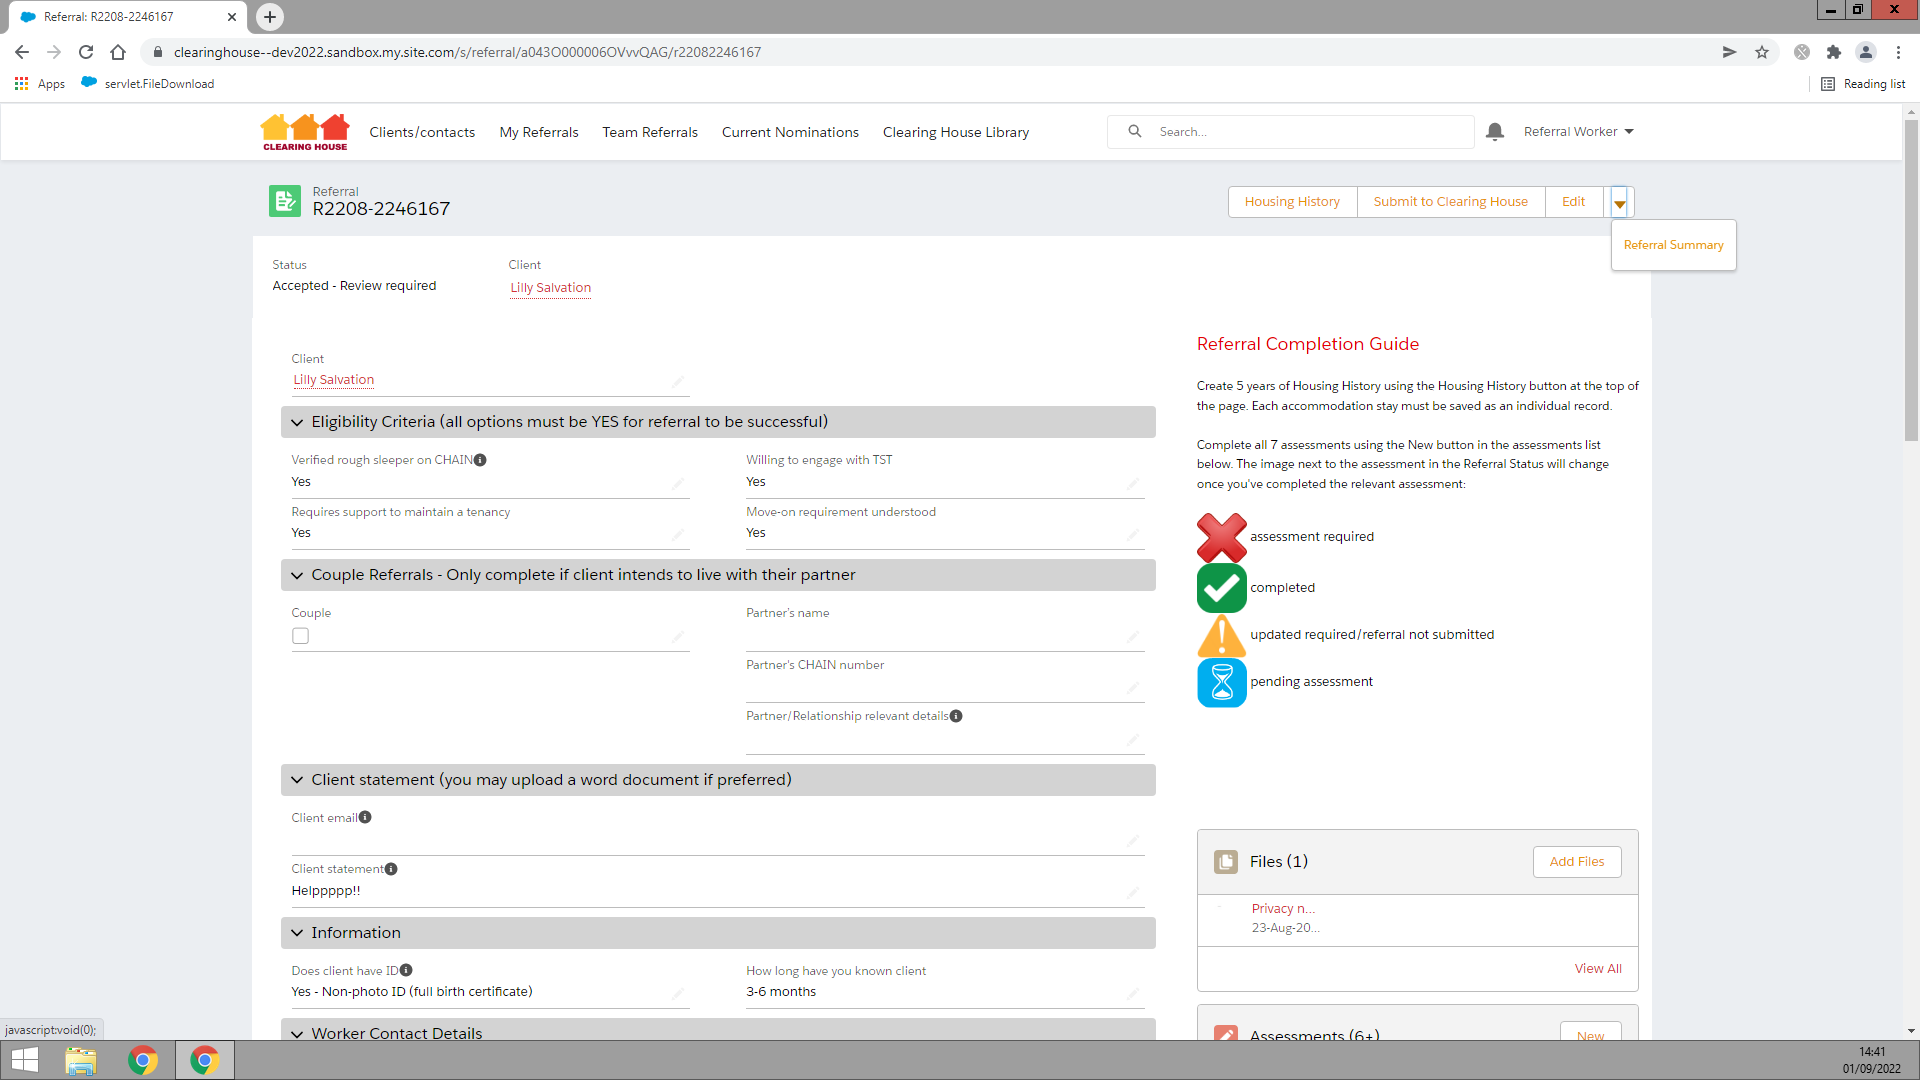 Referral: R2208-2246167
clearinghouse--dev2022.sandbox.my.site.com/s/referral/a043O000006OVvvQAG/r22082246167
Apps
servlet.FileDownload
Reading list
CLEARING HOUSE
Clients/contacts
My Referrals
Team Referrals
Current Nominations
Clearing House Library
Search...
Referral Worker
Referral
R2208-2246167
Housing History
Submit to Clearing House
Edit
Referral Summary
Status
Accepted - Review required
Client
Lilly Salvation
Client
Lilly Salvation
Eligibility Criteria (all options must be YES for referral to be successful)
Verified rough sleeper on CHAIN
Yes
Willing to engage with TST
Yes
Requires support to maintain a tenancy
Yes
Move-on requirement understood
Yes
Couple Referrals - Only complete if client intends to live with their partner
Couple
Partner's name
Partner's CHAIN number
Partner/Relationship relevant details
Client statement (you may upload a word document if preferred)
Client email
Client statement
Helppppp!!
Information
Does client have ID
Yes - Non-photo ID (full birth certificate)
How long have you known client
3-6 months
Worker Contact Details
Referral Completion Guide
Create 5 years of Housing History using the Housing History button at the top of
the page. Each accommodation stay must be saved as an individual record.
Complete all 7 assessments using the New button in the assessments list
below. The image next to the assessment in the Referral Status will change
once you've completed the relevant assessment:
assessment required
completed
updated required/referral not submitted
pending assessment
Files (1)
Add Files
Privacy n...
23-Aug-20...
View All
Assessments (6+)
New
javascript:void(0);
14:41
01/09/2022